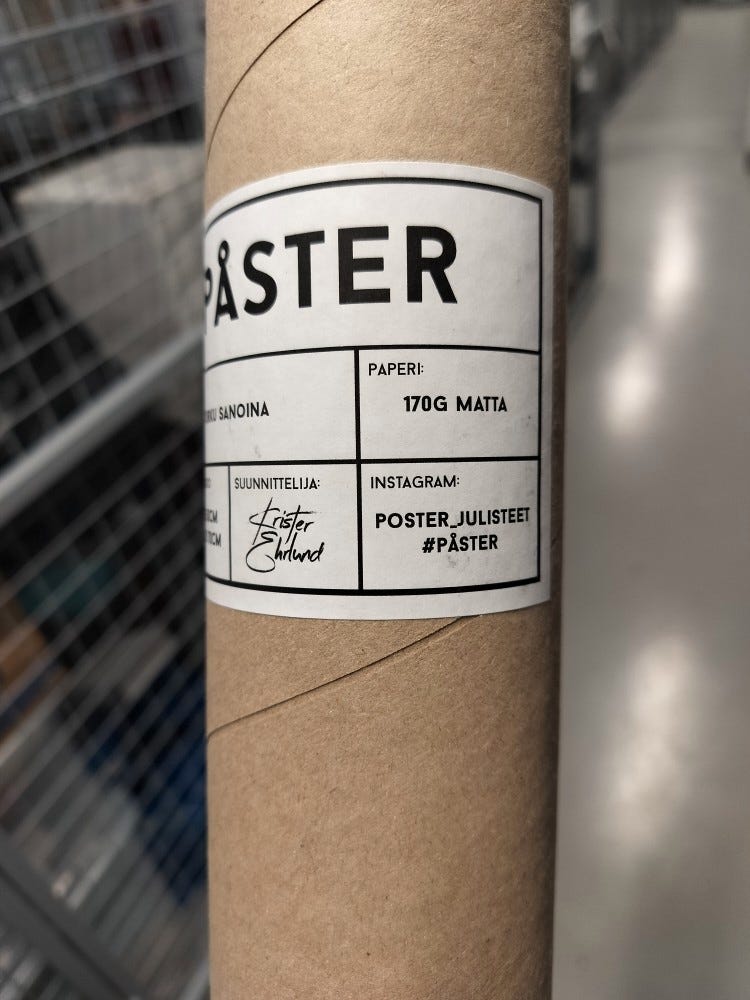 PÅSTER
SANOINA
PAPERI:
170G MATTA
SUUNNITTELIJA:
Krister
Ehrlund
INSTAGRAM:
POSTER_JULISTEET
#PÅSTER